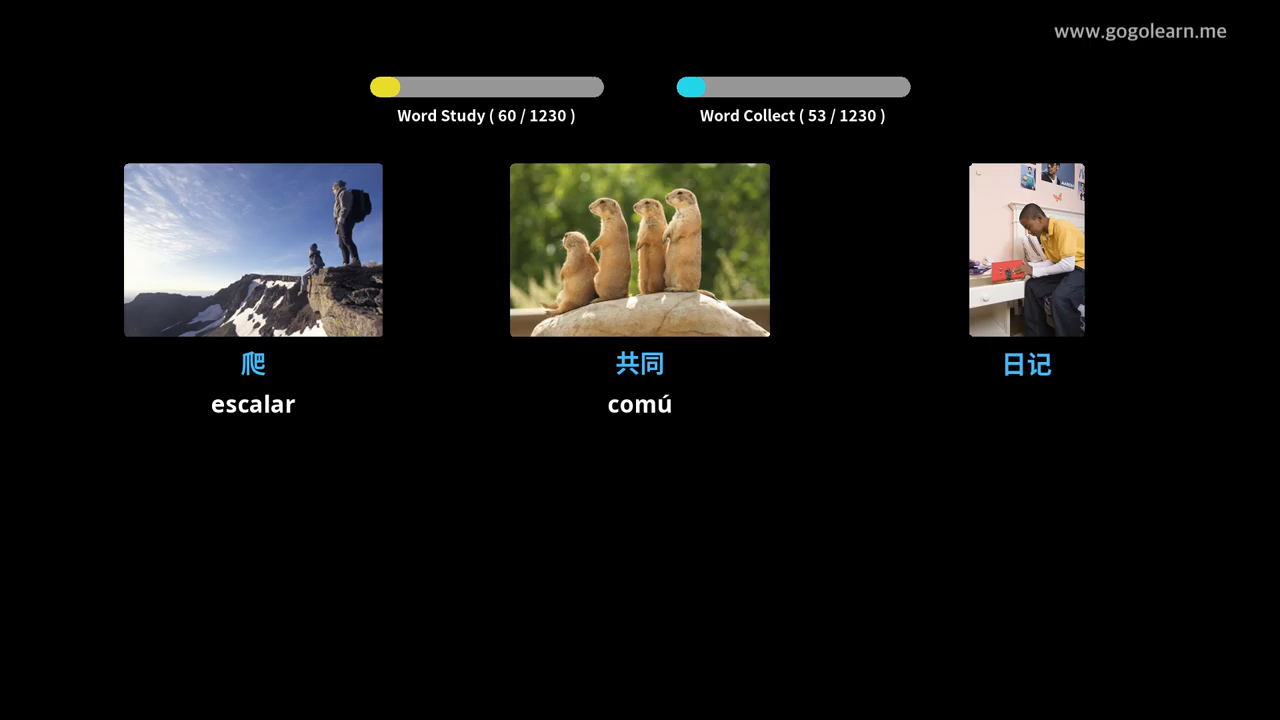 www.gogolearn.me
Word Study ( 60 / 1230 )
Word Collect ( 53 / 1230 )
爬
共同
日记
escalar
comú